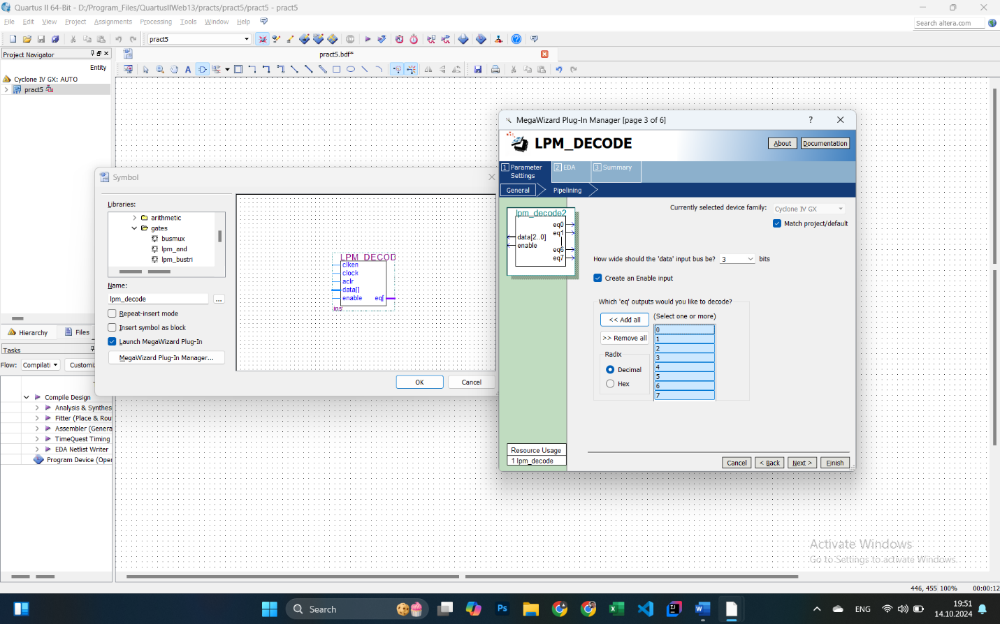 Quartus II 64-Bit - D:/Program_Files/QuartusIIWeb13/practs/pract5/pract5 - pract5
File Edit View Project Assignments Processing Tools Window Help
Search altera.com
pract5
Project Navigator
pract5.bdf*
Entity
Cyclone IV GX: AUTO
pract5
Hierarchy
Files
Tasks
Flow: Compilati
Customiz
Compile Design
Analysis & Synthes
Fitter (Place & Rou
Assembler (Genera
TimeQuest Timing
EDA Netlist Writer
Program Device (Oper
Symbol
Libraries:
arithmetic
gates
busmux
lpm_and
lpm_bustri
Name:
lpm_decode
...
Repeat-insert mode
Insert symbol as block
Launch MegaWizard Plug-In
MegaWizard Plug-In Manager...
LPM_DECOD
clken
clock
aclr
data[]
enable eq[
ins
OK
Cancel
MegaWizard Plug-In Manager [page 3 of 6]
?
LPM_DECODE
About
Documentation
1 Parameter Settings
2 EDA
3 Summary
General
Pipelining
lpm_decode2
eq0
eq1
data[2..0]
enable
eq6
eq7
Currently selected device family:
Cyclone IV GX
Match project/default
How wide should the 'data' input bus be? 3 bits
Create an Enable input
Which 'eq' outputs would you like to decode?
<< Add all
(Select one or more)
>> Remove all
Radix
Decimal
Hex
0
1
2
3
4
5
6
7
Resource Usage
1 lpm_decode
Cancel
< Back
Next >
Finish
Activate Windows
Go to Settings to activate Windows.
446, 455 100% 00:00:12
Search
ENG
19:51
14.10.2024